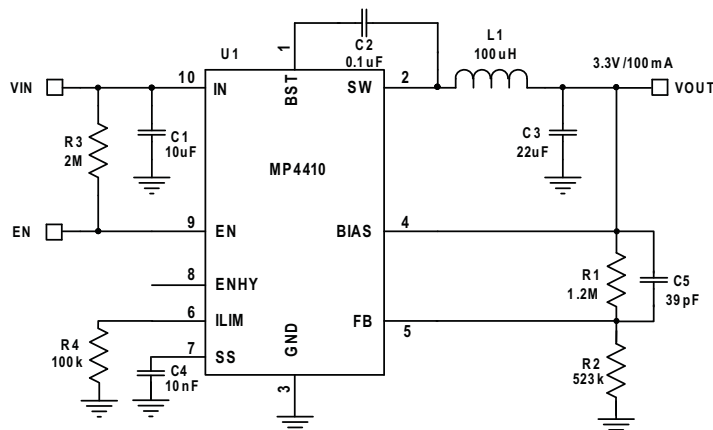 U1
1
C2
0.1uF
L1
100uH
VIN
10
IN
BST
SW
2
3.3V/100mA
VOUT
R3
2M
C1
10uF
C3
22uF
MP4410
EN
9
EN
BIAS
4
8
ENHY
R1
1.2M
C5
39pF
6
ILIM
FB
5
R4
100k
7
SS
GND
C4
10nF
3
R2
523k